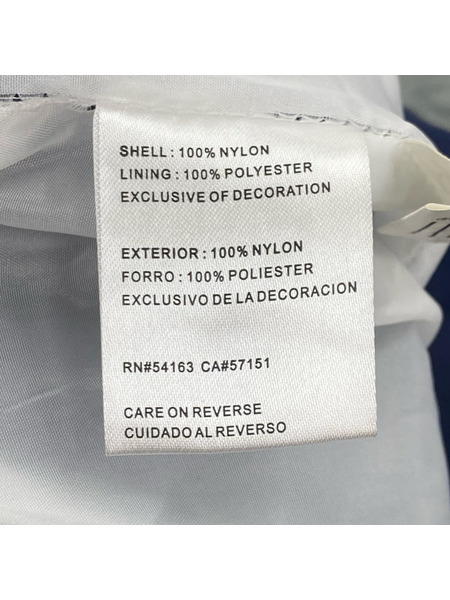 SHELL : 100% NYLON
LINING : 100% POLYESTER
EXCLUSIVE OF DECORATION
EXTERIOR : 100% NYLON
FORRO : 100% POLIESTER
EXCLUSIVO DE LA DECORACION
RN#54163 CA#57151
CARE ON REVERSE
CUIDADO AL REVERSO